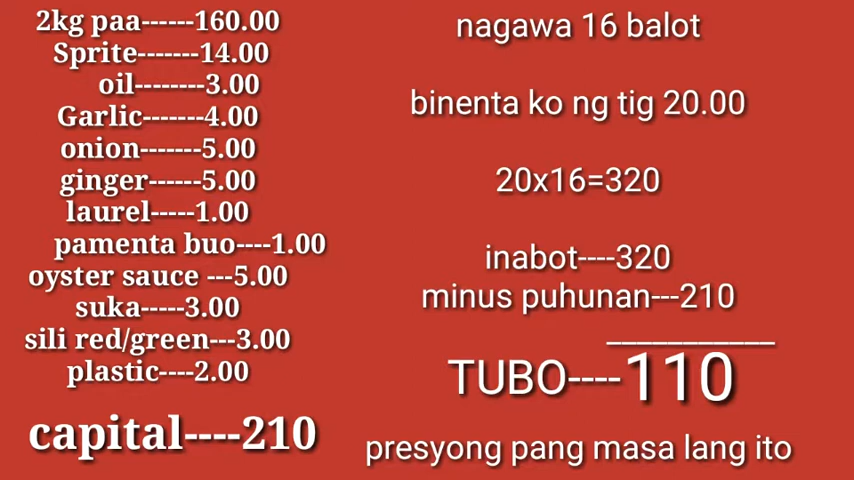 2kg paa------160.00
Sprite-------14.00
oil--------3.00
Garlic-------4.00
onion-------5.00
ginger------5.00
laurel-----1.00
pamenta buo----1.00
oyster sauce ---5.00
suka-----3.00
sili red/green---3.00
plastic----2.00
capital----210
nagawa 16 balot
binenta ko ng tig 20.00
20x16=320
inabot----320
minus puhunan---210
___________
TUBO----110
presyong pang masa lang ito